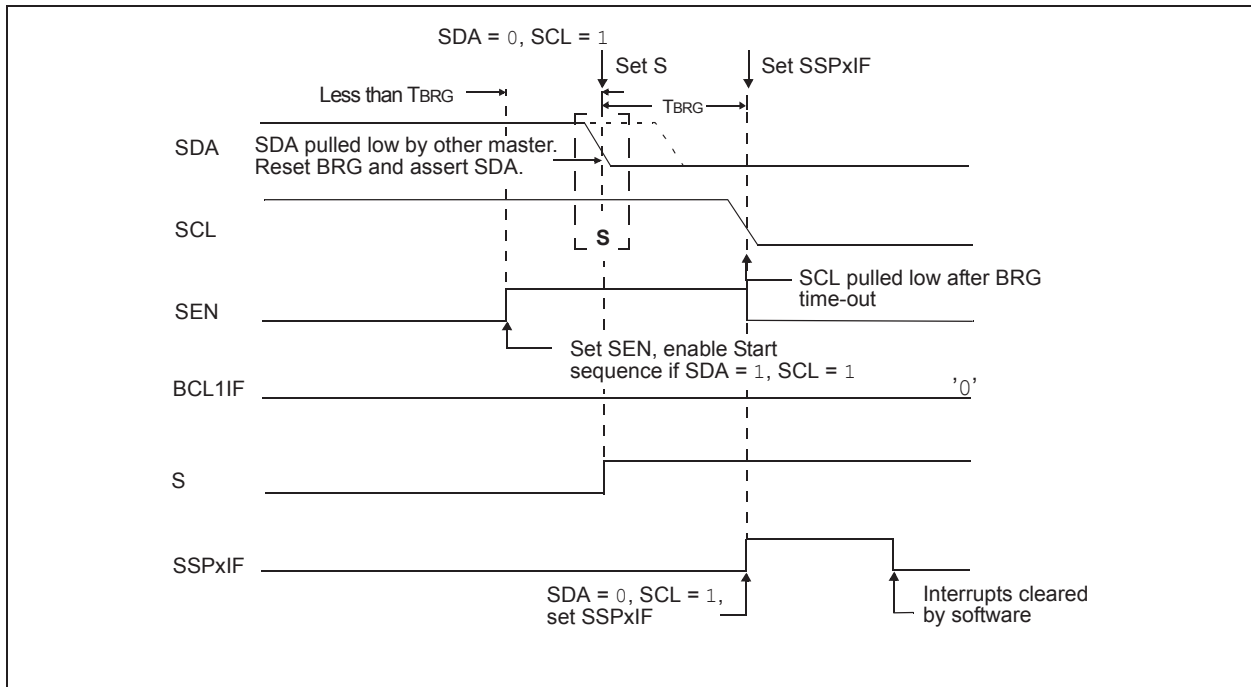 SDA = 0, SCL = 1
Set S
Set SSPxIF
Less than TBRG
TBRG
SDA
SDA pulled low by other master.
Reset BRG and assert SDA.
SCL
S
SCL pulled low after BRG
time-out
SEN
Set SEN, enable Start
sequence if SDA = 1, SCL = 1
BCL1IF
'0'
S
SSPxIF
SDA = 0, SCL = 1,
set SSPxIF
Interrupts cleared
by software